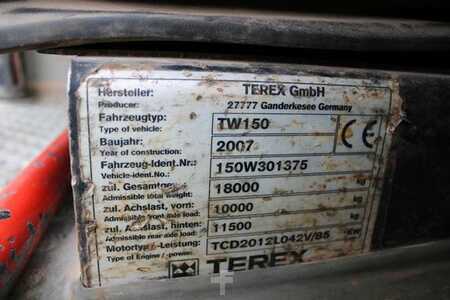 Hersteller: TEREX GmbH
Producer: 27777 Ganderkesee Germany
Fahrzeugtyp: TW150
Type of vehicle:
Baujahr: 2007
Year of construction:
Fahrzeug-Ident.Nr.: 150W301375
Vehicle-ident.No.:
zul. Gesamtgew. 18000
Admissible total weight:
zul. Achslast, vorn: 10000
Admissible front axle load:
zul. Achslast, hinten: 11500
Admissible rear axle load:
Motortyp/-Leistung: TCD2012L042V/85 KW
Type of Engine/-power:
TEREX
CE